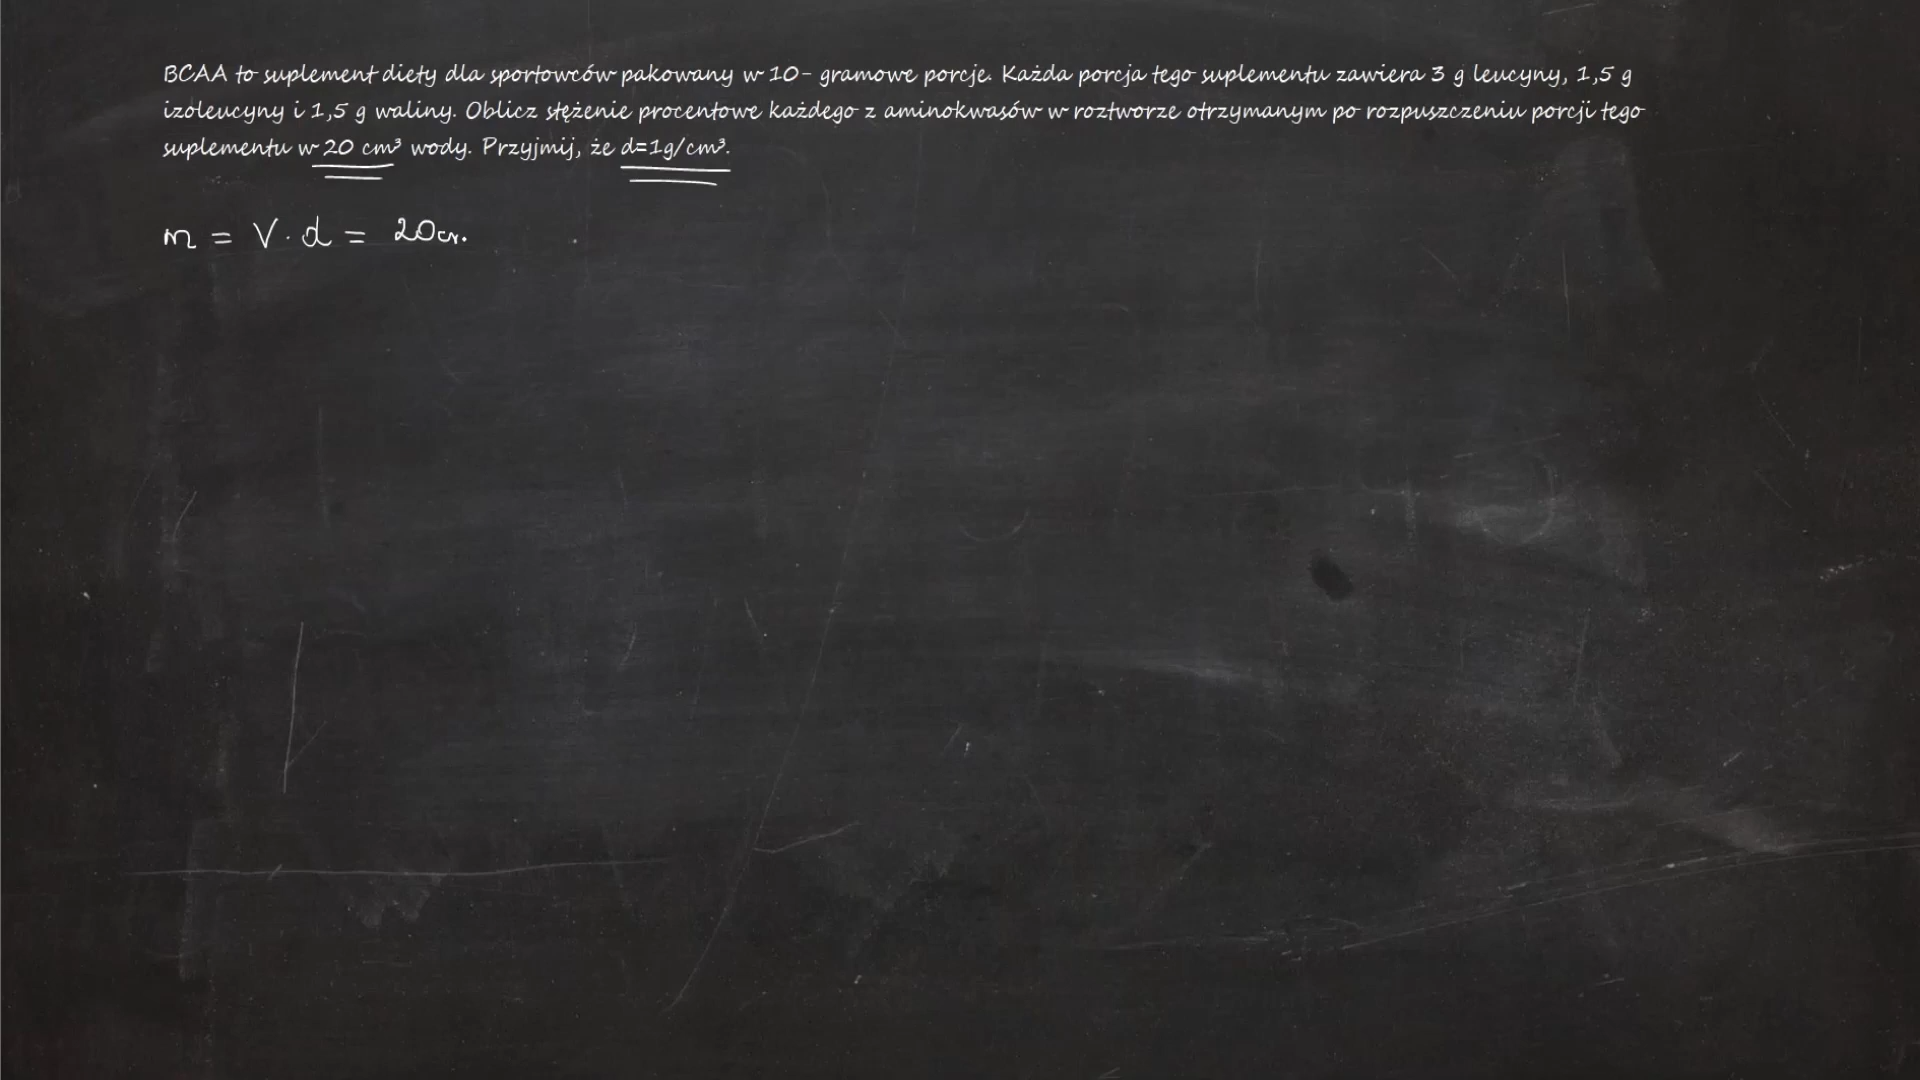 BCAA to suplement diety dla sportowców pakowany w 10- gramowe porcje. Każda porcja tego suplementu zawiera 3 g leucyny, 1,5 g
izoleucyny i 1,5 g waliny. Oblicz stężenie procentowe każdego z aminokwasów w roztworze otrzymanym po rozpuszczeniu porcji tego
suplementu w 20 cm³ wody. Przyjmij, że d=1g/cm³.
m = V · d = 20